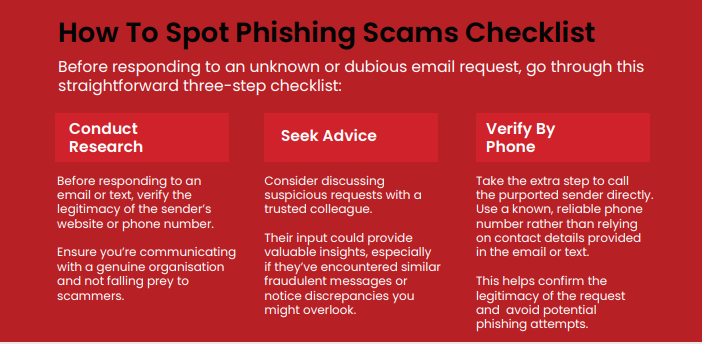 How To Spot Phishing Scams Checklist
Before responding to an unknown or dubious email request, go through this
straightforward three-step checklist:
Conduct
Research
Before responding to an
email or text, verify the
legitimacy of the sender's
website or phone number.
Ensure you're communicating
with a genuine organisation
and not falling prey to
scammers.
Seek Advice
Consider discussing
suspicious requests with a
trusted colleague.
Their input could provide
valuable insights, especially
if they've encountered similar
fraudulent messages or
notice discrepancies you
might overlook.
Verify By
Phone
Take the extra step to call
the purported sender directly.
Use a known, reliable phone
number rather than relying
on contact details provided
in the email or text.
This helps confirm the
legitimacy of the request
and  avoid potential
phishing attempts.